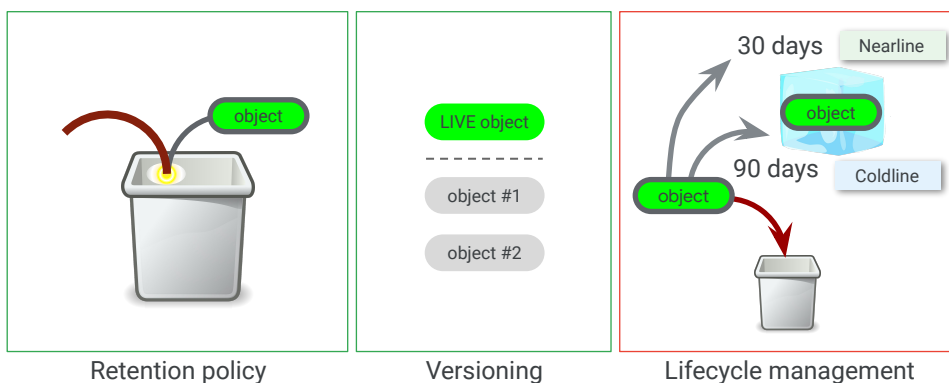 object
Retention policy
LIVE object
object #1
object #2
Versioning
30 days
Nearline
object
90 days
Coldline
object
Lifecycle management